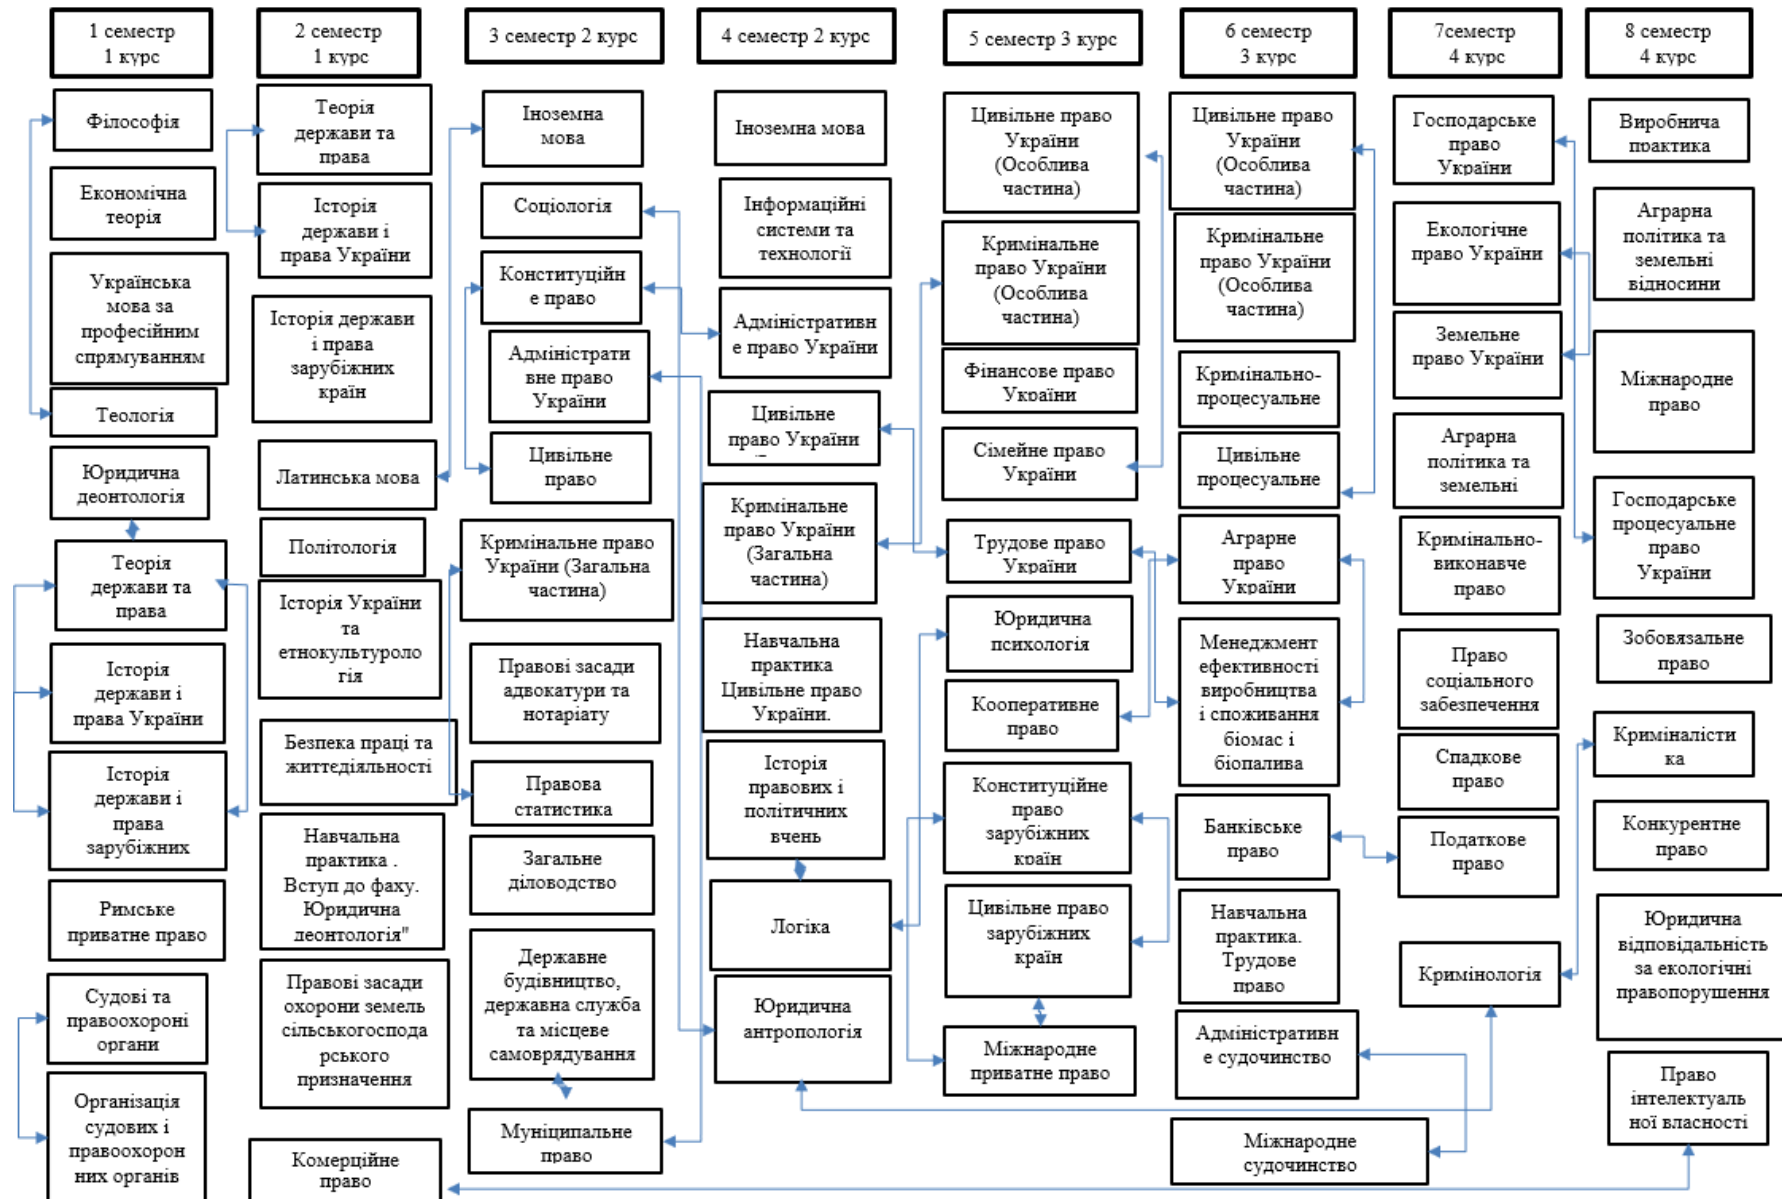 1 семестр
1 курс
2 семестр
1 курс
3 семестр 2 курс
4 семестр 2 курс
5 семестр 3 курс
6 семестр
3 курс
7семестр
4 курс
8 семестр
4 курс
Філософія
Економічна
теорія
Українська
мова за
професійним
спрямуванням
Теологія
Юридична
деонтологія
Теорія
держави та
права
Історія
держави і
права України
Історія
держави і
права
зарубіжних
Римське
приватне право
Судові та
правоохороні
органи
Організація
судових і
правоохорон
них органів
Теорія
держави та
права
Історія
держави і
права України
Історія держави
і права
зарубіжних
країн
Латинська мова
Політологія
Історія України
та
етнокультуроло
гія
Безпека праці та
життєдіяльності
Навчальна
практика .
Вступ до фаху.
Юридична
деонтологія"
Правові засади
охорони земель
сільськогоспода
рського
призначення
Комерційне
право
Іноземна
мова
Соціологія
Конституційн
е право
Адміністрати
вне право
України
Цивільне
право
Кримінальне право
України (Загальна
частина)
Правові засади
адвокатури та
нотаріату
Правова
статистика
Загальне
діловодство
Державне
будівництво,
державна служба
та місцеве
самоврядування
Муніципальне
право
Іноземна мова
Інформаційні
системи та
технології
Адміністративн
е право України
Цивільне
право України
Кримінальне
право України
(Загальна
частина)
Навчальна
практика
Цивільне право
України.
Історія
правових і
політичних
вчень
Логіка
Юридична
антропологія
Цивільне право
України
(Особлива
частина)
Кримінальне
право України
(Особлива
частина)
Фінансове право
України
Сімейне право
України
Трудове право
України
Юридична
психологія
Кооперативне
право
Конституційне
право
зарубіжних
країн
Цивільне право
зарубіжних
країн
Міжнародне
приватне право
Цивільне право
України
(Особлива
частина)
Кримінальне
право України
(Особлива
частина)
Кримінально-
процесуальне
Цивільне
процесуальне
Аграрне
право
України
Менеджмент
ефективності
виробництва
і споживання
біомас і
біопалива
Банківське
право
Навчальна
практика.
Трудове
право
Адміністративн
е судочинство
Міжнародне
судочинство
Господарське
право
України
Екологічне
право України
Земельне
право України
Аграрна
політика та
земельні
Кримінально-
виконавче
право
Право
соціального
забезпечення
Спадкове
право
Податкове
право
Кримінологія
Виробнича
практика
Аграрна
політика та
земельні
відносини
Міжнародне
право
Господарське
процесуальне
право
України
Зобовязальне
право
Криміналісти
ка
Конкурентне
право
Юридична
відповідальність
за екологічні
правопорушення
Право
інтелектуаль
ної власності